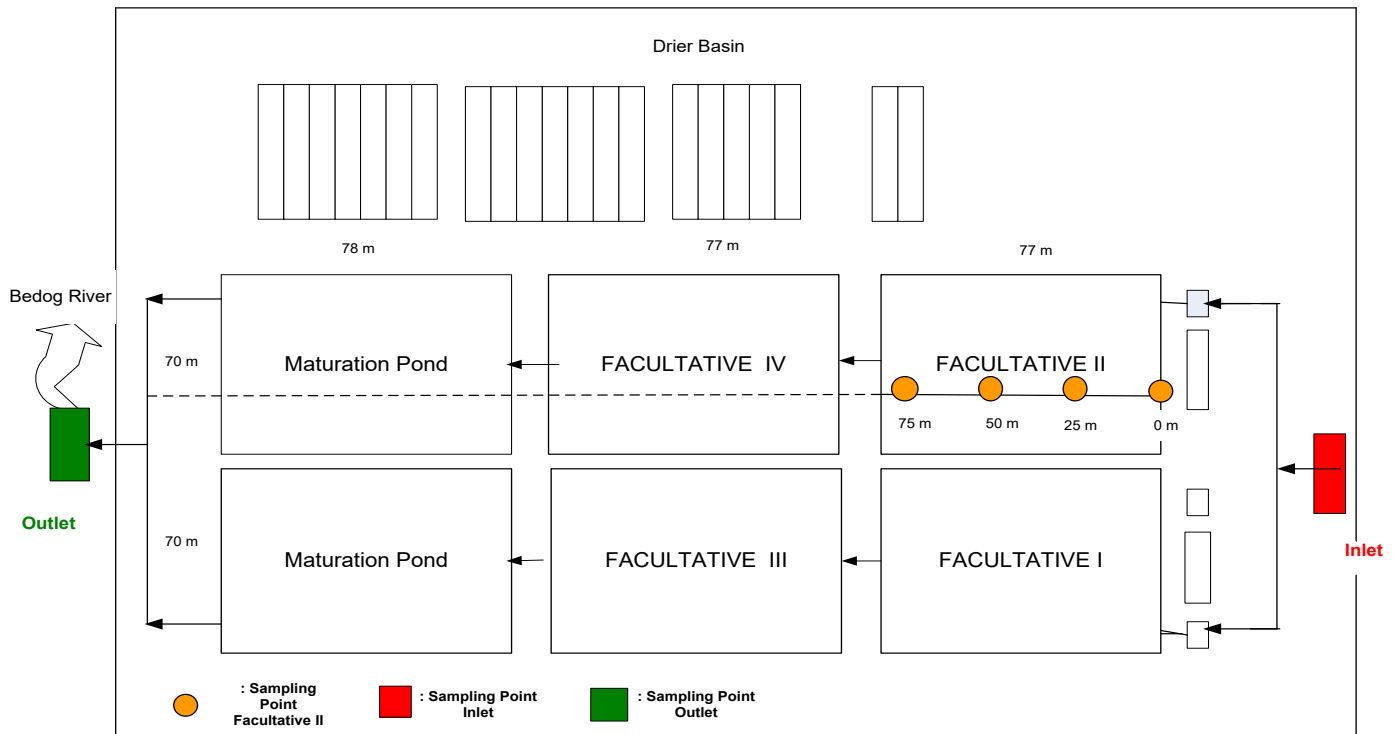 Drier Basin
78 m
77 m
77 m
Bedog River
70 m
Maturation Pond
FACULTATIVE IV
FACULTATIVE II
75 m
50 m
25 m
0 m
Outlet
70 m
Maturation Pond
FACULTATIVE III
FACULTATIVE I
Inlet
: Sampling
Point
Facultative II
: Sampling Point
Inlet
: Sampling Point
Outlet